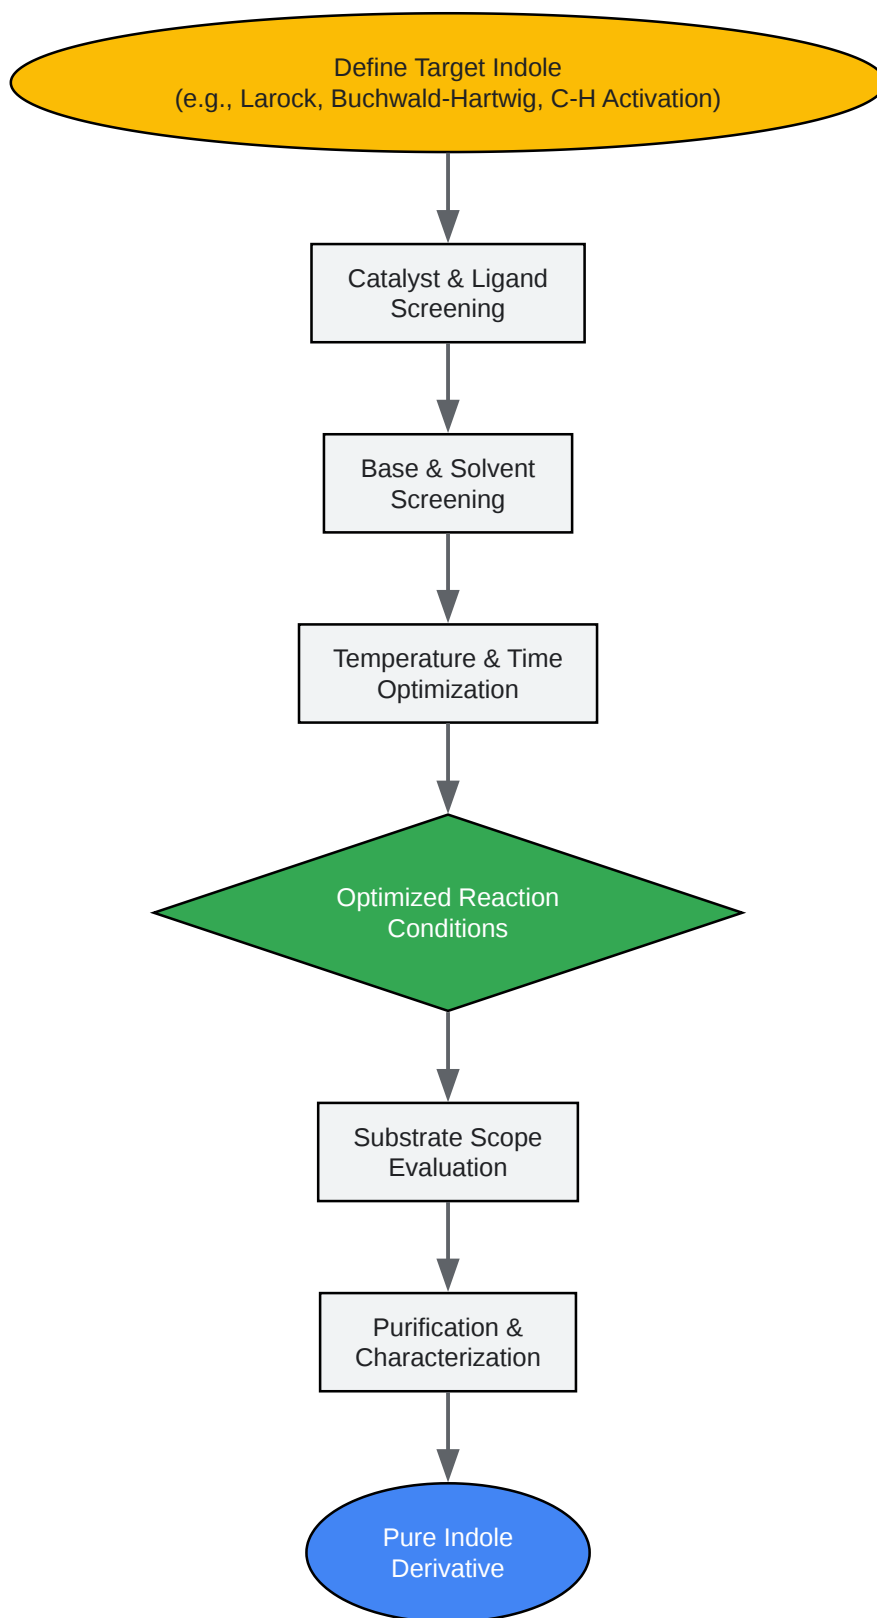 Define Target Indole
(e.g., Larock, Buchwald-Hartwig, C-H Activation)
Catalyst & Ligand
Screening
Base & Solvent
Screening
Temperature & Time
Optimization
Optimized Reaction
Conditions
Substrate Scope
Evaluation
Purification &
Characterization
Pure Indole
Derivative